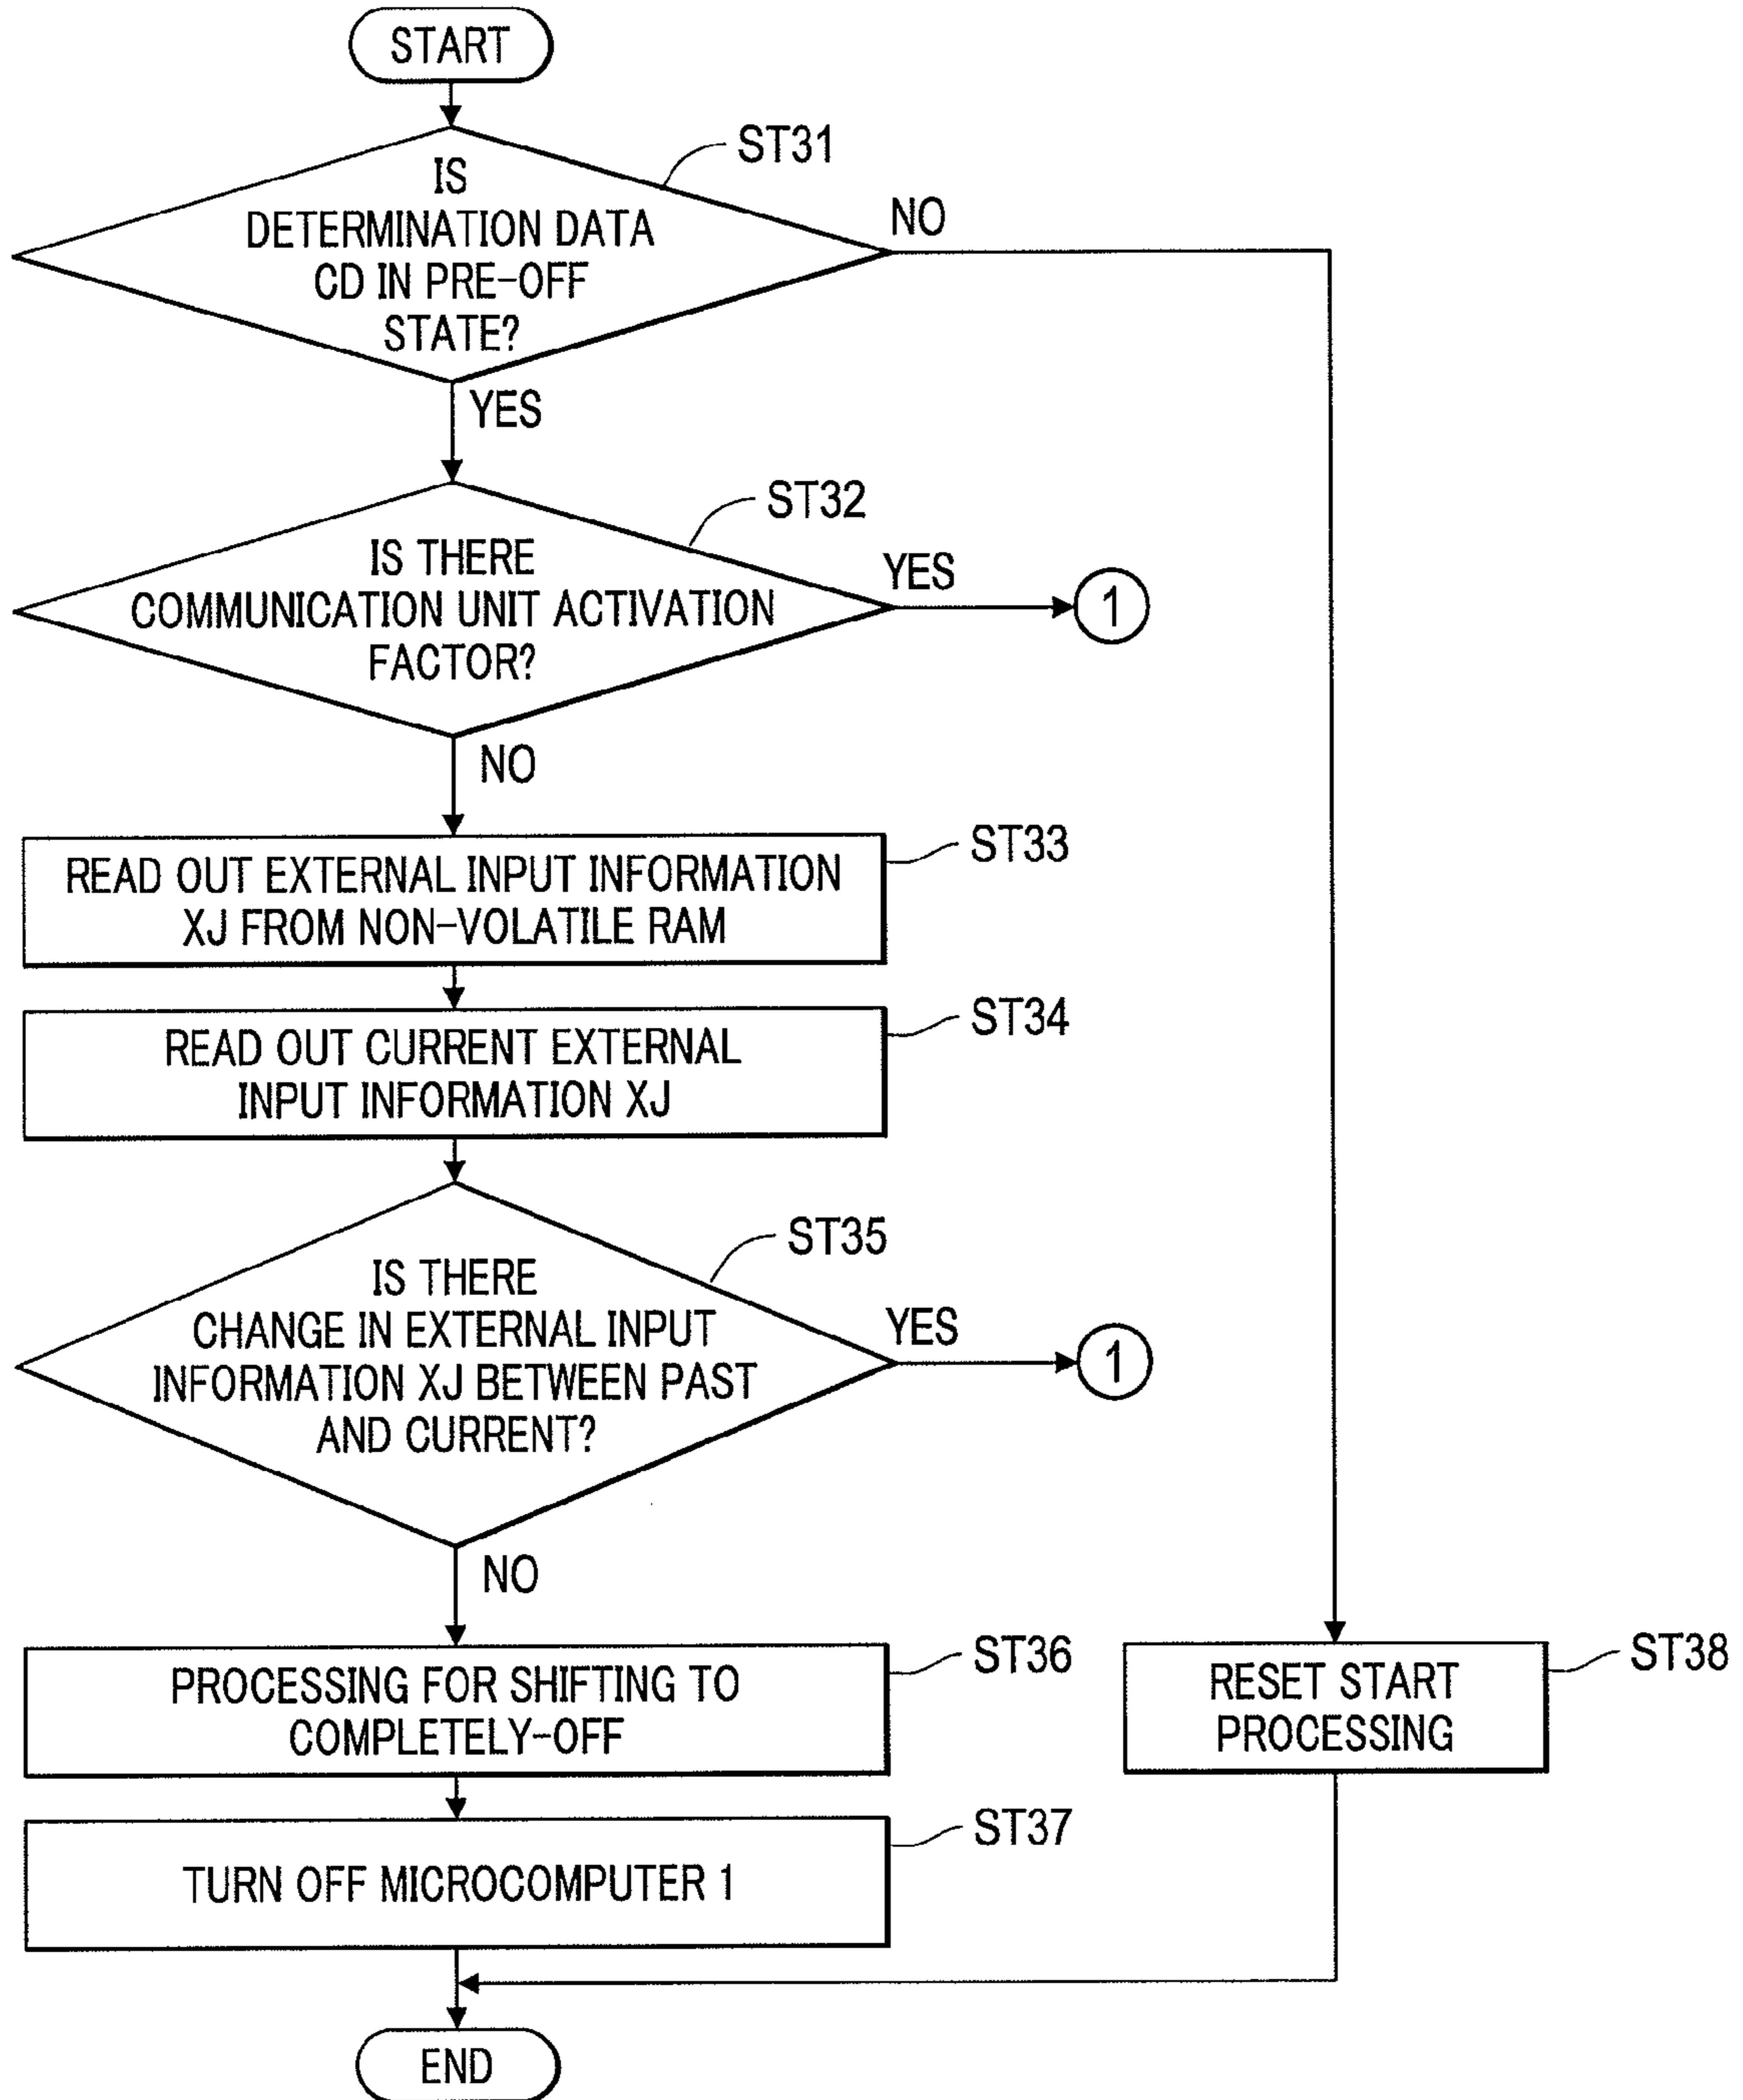 START
ST31
IS
DETERMINATION DATA
CD IN PRE-OFF
STATE?
NO
YES
ST32
IS THERE
COMMUNICATION UNIT ACTIVATION
FACTOR?
YES
1
NO
ST33
READ OUT EXTERNAL INPUT INFORMATION
XJ FROM NON-VOLATILE RAM
ST34
READ OUT CURRENT EXTERNAL
INPUT INFORMATION XJ
ST35
IS THERE
CHANGE IN EXTERNAL INPUT
INFORMATION XJ BETWEEN PAST
AND CURRENT?
YES
1
NO
ST36
PROCESSING FOR SHIFTING TO
COMPLETELY-OFF
ST38
RESET START
PROCESSING
ST37
TURN OFF MICROCOMPUTER 1
END